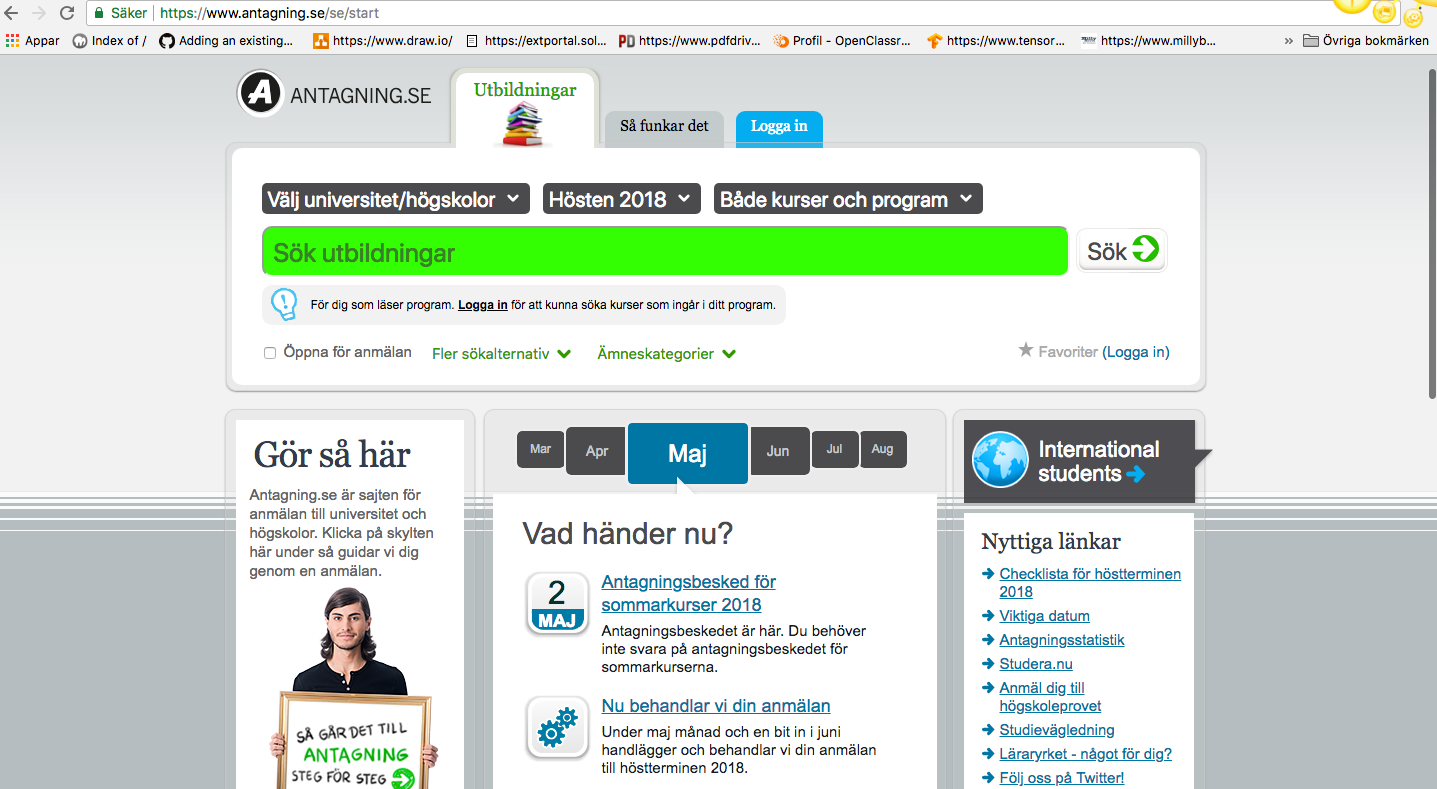 Säker https://www.antagning.se/se/start
Appar Index of / Adding an existing... https://www.draw.io/ https://extportal.sol... PD https://www.pdfdriv... Profil - OpenClassr... https://www.tensor... https://www.millyb... » Övriga bokmärken
A ANTAGNING.SE
Utbildningar
Så funkar det
Logga in
Välj universitet/högskolor Hösten 2018 Både kurser och program
Sök utbildningar Sök
För dig som läser program. Logga in för att kunna söka kurser som ingår i ditt program.
Öppna för anmälan Fler sökalternativ Ämneskategorier Favoriter (Logga in)
Gör så här
Antagning.se är sajten för
anmälan till universitet och
högskolor. Klicka på skylten
här under så guidar vi dig
genom en anmälan.
SÅ GÅR DET TILL
ANTAGNING
STEG FÖR STEG
Mar Apr Maj Jun Jul Aug
Vad händer nu?
2
MAJ
Antagningsbesked för
sommarkurser 2018
Antagningsbeskedet är här. Du behöver
inte svara på antagningsbeskedet för
sommarkurserna.
Nu behandlar vi din anmälan
Under maj månad och en bit in i juni
handlägger och behandlar vi din anmälan
till höstterminen 2018.
International
students
Nyttiga länkar
Checklista för höstterminen
2018
Viktiga datum
Antagningsstatistik
Studera.nu
Anmäl dig till
högskoleprovet
Studievägledning
Läraryrket - något för dig?
Följ oss på Twitter!